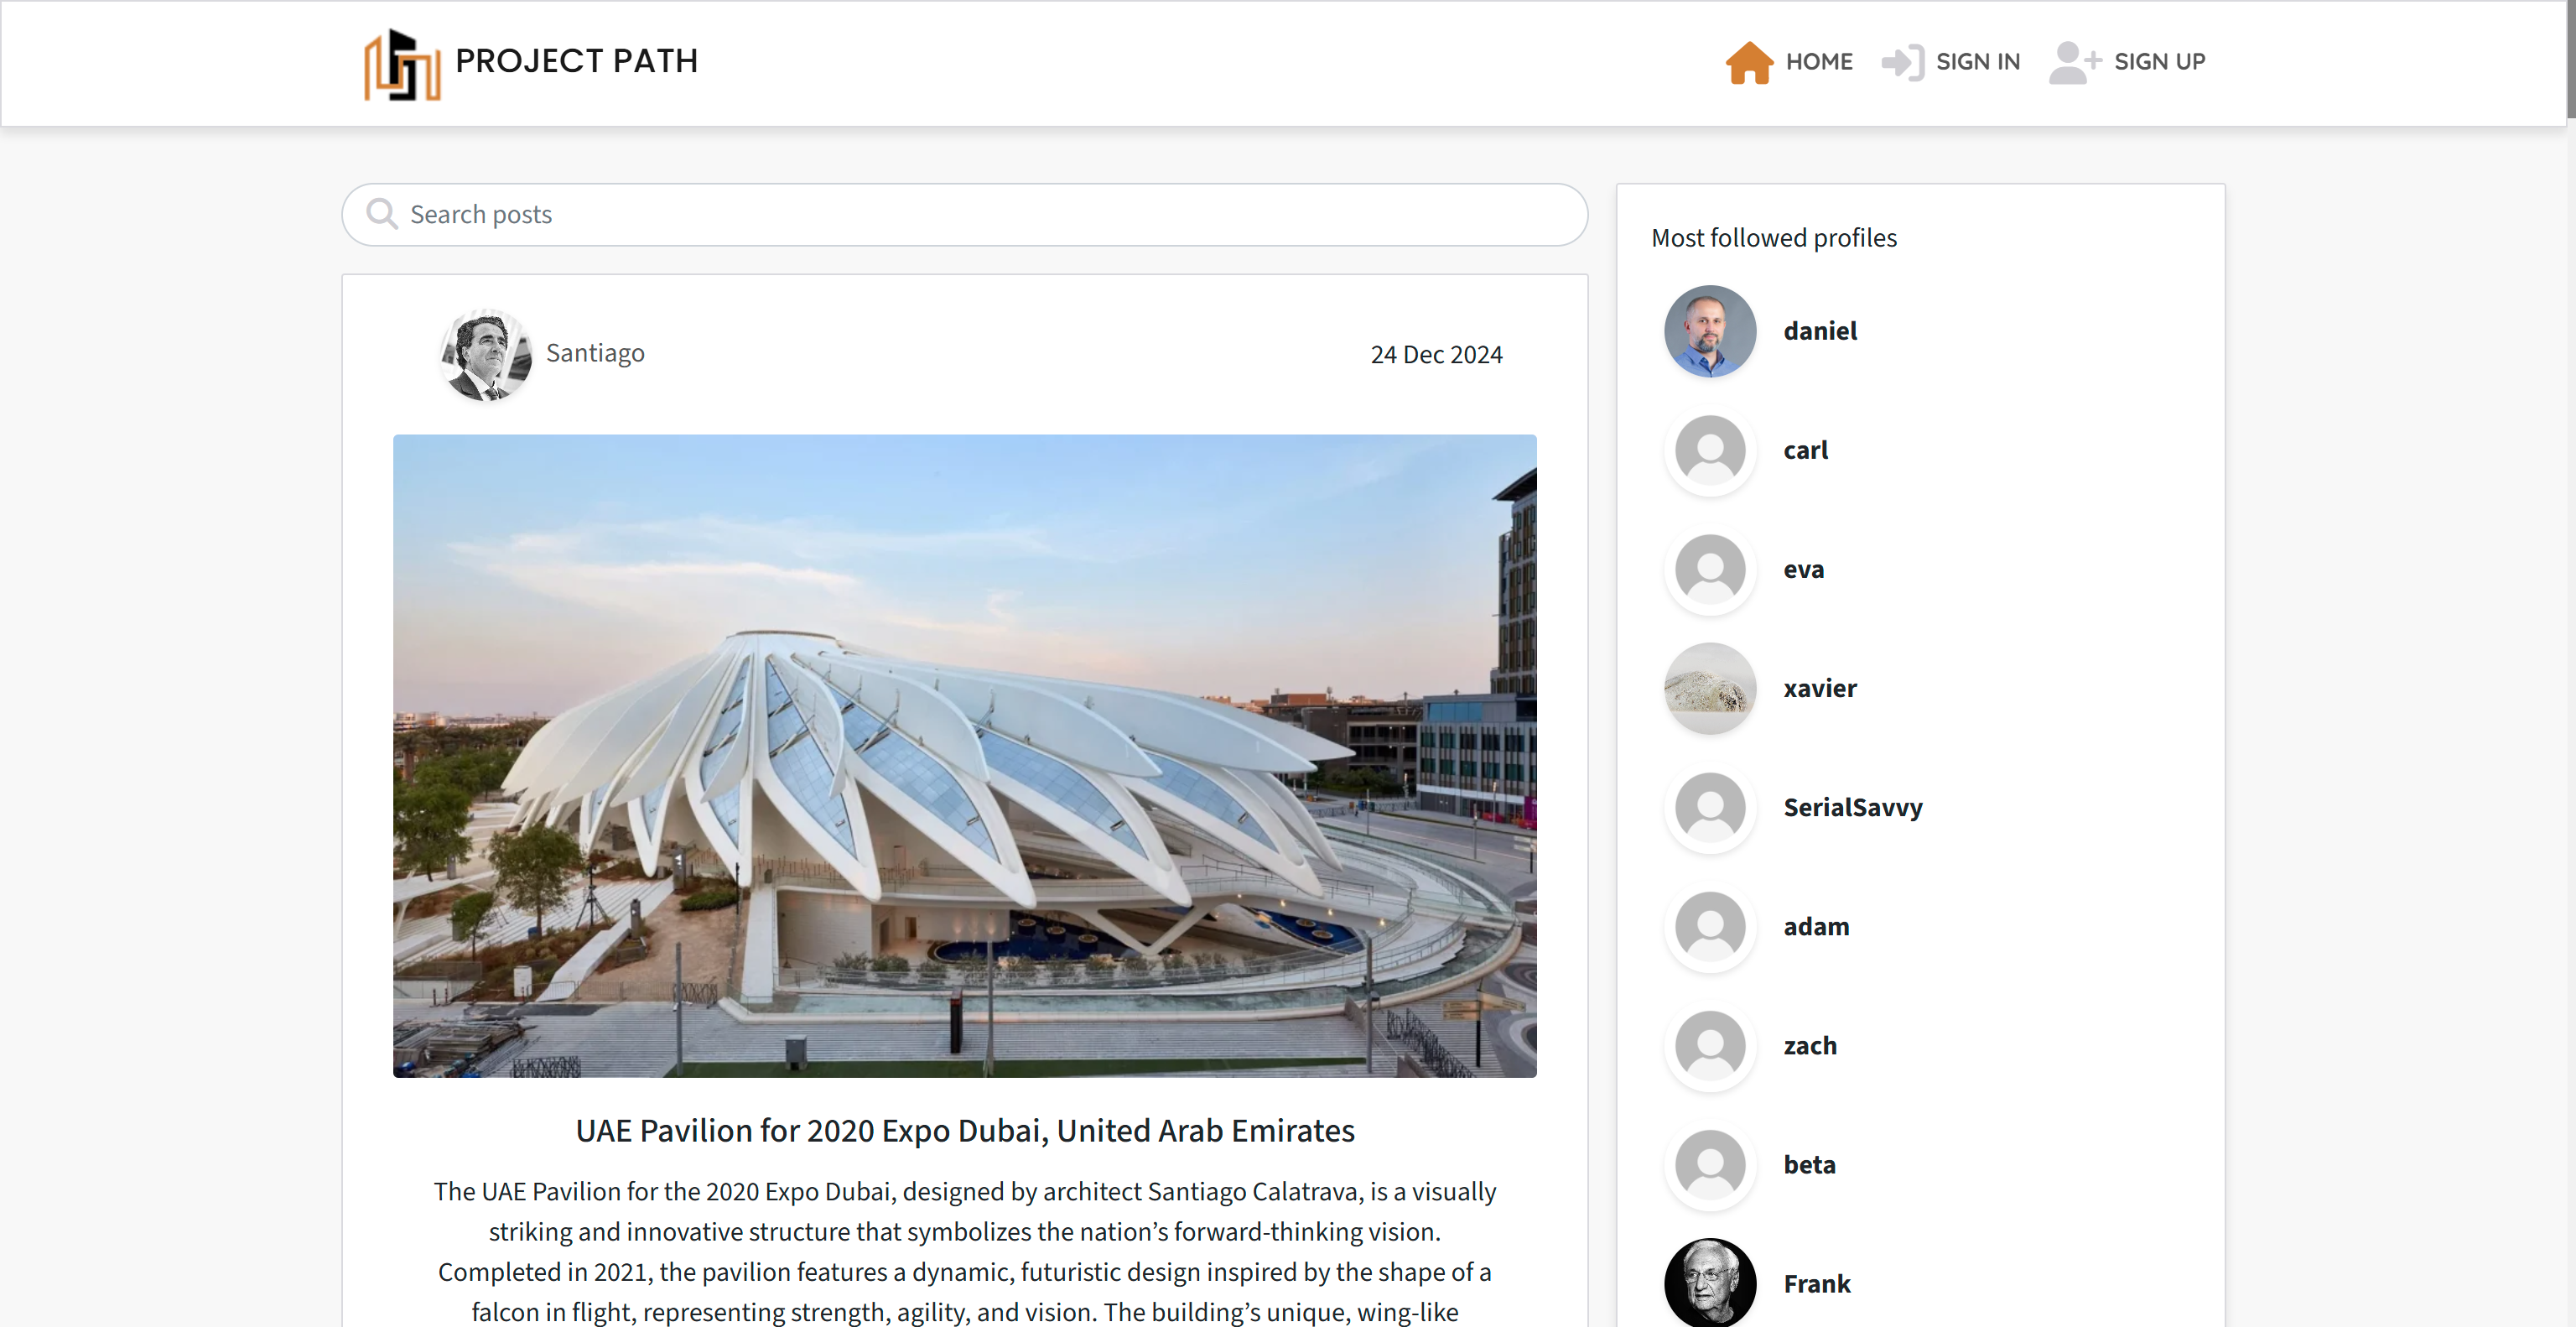 PROJECT PATH
HOME
SIGN IN
SIGN UP
Search posts
Santiago
24 Dec 2024
UAE Pavilion for 2020 Expo Dubai, United Arab Emirates
The UAE Pavilion for the 2020 Expo Dubai, designed by architect Santiago Calatrava, is a visually
striking and innovative structure that symbolizes the nation’s forward-thinking vision.
Completed in 2021, the pavilion features a dynamic, futuristic design inspired by the shape of a
falcon in flight, representing strength, agility, and vision. The building’s unique, wing-like
Most followed profiles
daniel
carl
eva
xavier
SerialSavvy
adam
zach
beta
Frank